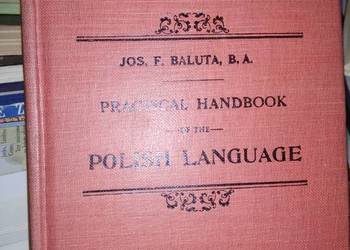 JOS. F. BALUTA, B. A.
PRACTICAL HANDBOOK
OF THE
POLISH LANGUAGE